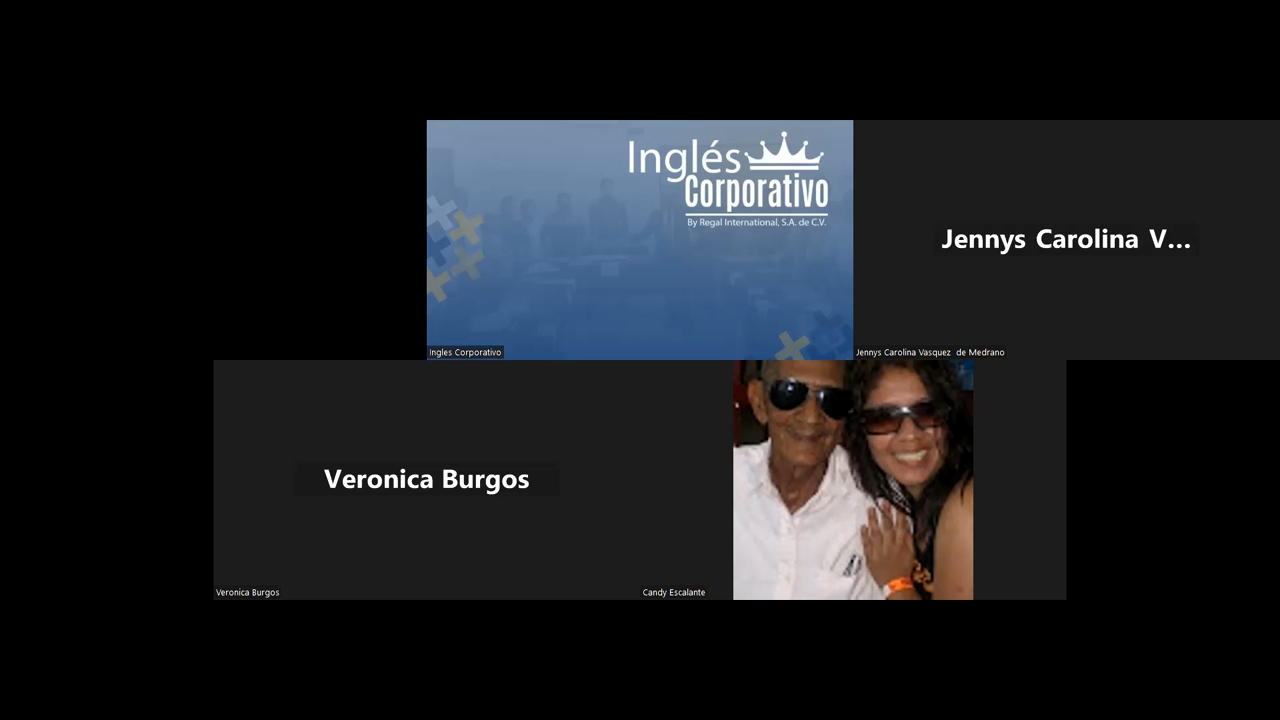 Inglés
Corporativo
By Regal International, S.A. de C.V.
Ingles Corporativo
Jennys Carolina V...
Jennys Carolina Vasquez de Medrano
Veronica Burgos
Veronica Burgos
Candy Escalante